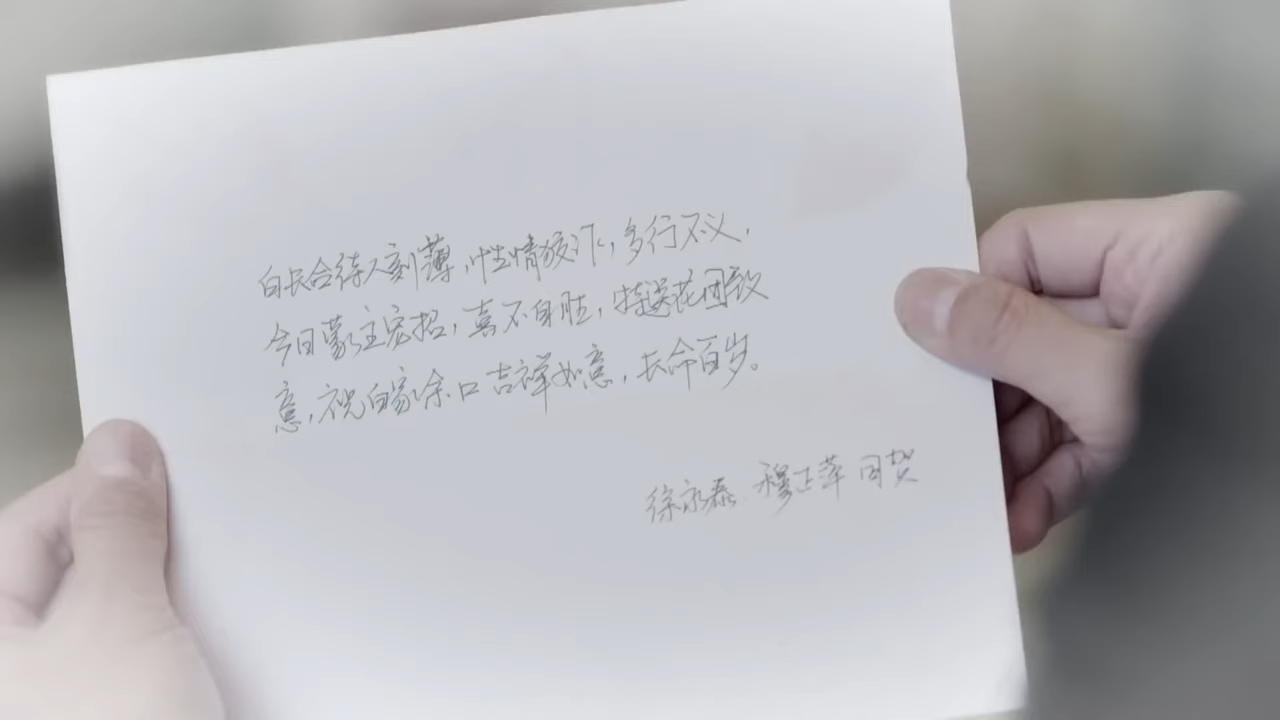 白长合待人刻薄，性情狡诈，多行不义，
今日蒙主宠招，喜不自胜，特送花圈致
意，祝白家余口吉祥如意，长命百岁。
徐永泰 穆正萍 同贺